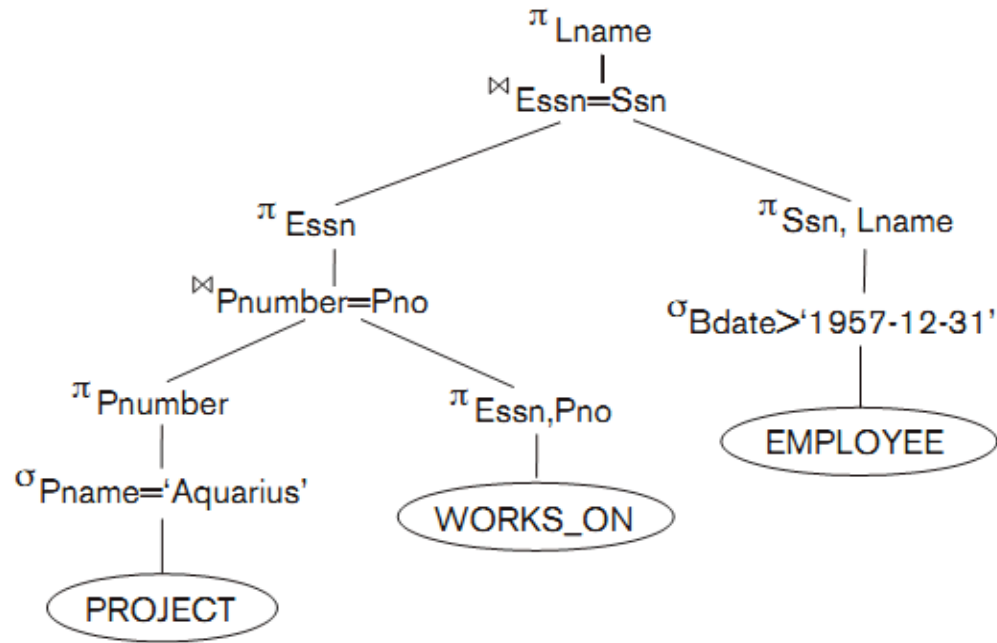 π Lname
⋈ Essn=Ssn
π Essn
π Ssn, Lname
⋈ Pnumber=Pno
σ Bdate>‘1957-12-31’
π Pnumber
π Essn,Pno
EMPLOYEE
σ Pname=‘Aquarius’
WORKS_ON
PROJECT